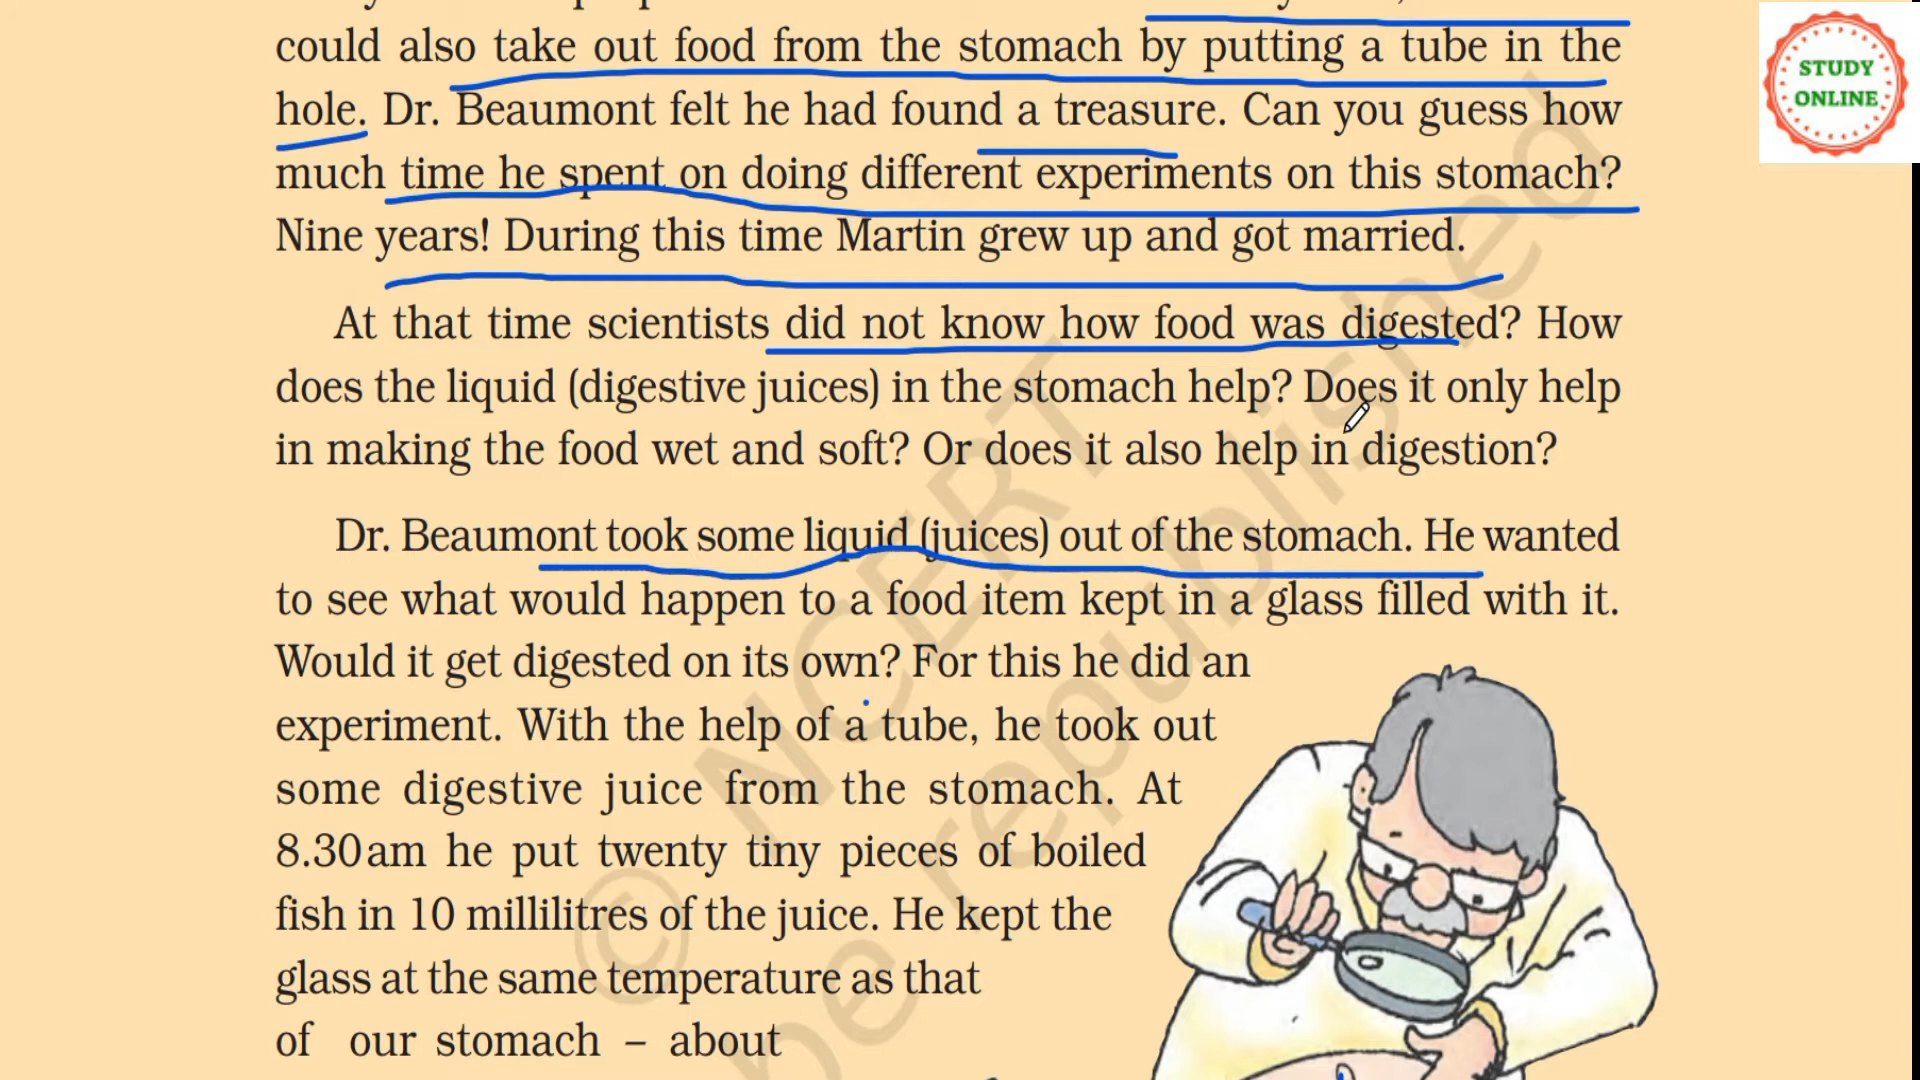 could also take out food from the stomach by putting a tube in the
hole. Dr. Beaumont felt he had found a treasure. Can you guess how
much time he spent on doing different experiments on this stomach?
Nine years! During this time Martin grew up and got married.
At that time scientists did not know how food was digested? How
does the liquid (digestive juices) in the stomach help? Does it only help
in making the food wet and soft? Or does it also help in digestion?
Dr. Beaumont took some liquid (juices) out of the stomach. He wanted
to see what would happen to a food item kept in a glass filled with it.
Would it get digested on its own? For this he did an
experiment. With the help of a tube, he took out
some digestive juice from the stomach. At
8.30 am he put twenty tiny pieces of boiled
fish in 10 millilitres of the juice. He kept the
glass at the same temperature as that
of our stomach – about
STUDY
ONLINE
© NCERT
be republished